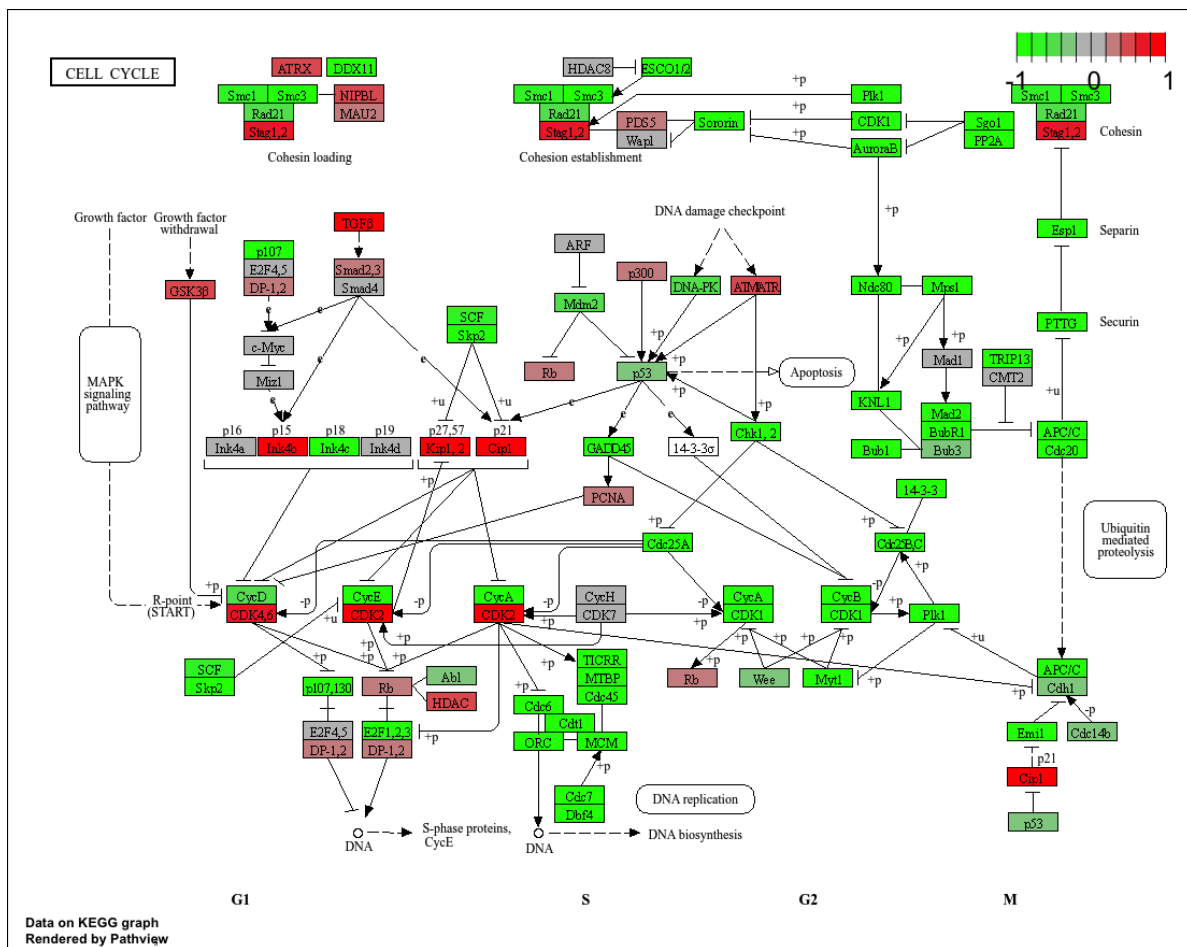 CELL CYCLE
ATRX DDX11
Smc1 Smc3 NIPBL
Rad21 MAU2
Stag1,2
Cohesin loading
HDAC8 ESCO1/2
Smc1 Smc3
Rad21
Stag1,2
PDS5
Wapl
Sororin
Cohesion establishment
+p
Plk1
+p
CDK1
+p
AuroraB
Sgo1
PP2A
-1 0 1
Smc1 Smc3
Rad21
Stag1,2
Cohesin
Growth factor
Growth factor
withdrawal
GSK3β
MAPK
signaling
pathway
R-point
(START)
p107
E2F4,5
DP-1,2
TGFβ
Smad2,3
Smad4
e e
c-Myc
Miz1
e
e
e
SCF
Skp2
+u +u
ARF
Mdm2
Rb
p300
DNA damage checkpoint
DNA-PK
ATM/ATR
+p
+p
+p
p53
Apoptosis
+p
+p
e
e
e
p16 p15 p18 p19
Ink4a Ink4b Ink4c Ink4d
p27,57 p21
Kip1, 2 Cip1
+p
GADD45
14-3-3σ
Chk1, 2
PCNA
+p
Cdc25A
+p
Ndc80
Mps1
+p +p
Mad1
KNL1
Mad2
BubR1
Bub1 Bub3
TRIP13
CMT2
Esp1
Separin
PTTG
Securin
+u
APC/C
Cdc20
14-3-3
+p
Cdc25B,C
Ubiquitin
mediated
proteolysis
+p
CycD
CDK4,6
-p
CycE
CDK2
-p
CycA
CDK2
-p
+p
CycH
CDK7
-p
+p
CycA
CDK1
CycB
CDK1
-p
+p
+p
Plk1
+u
SCF
Skp2
+u
+p
+p
+p
+p
+p
+p
p107,130
Rb
Abl
HDAC
E2F4,5
DP-1,2
E2F1,2,3
DP-1,2
+p
TICRR
MTBP
Cdc45
Cdc6
Cdt1
ORC
MCM
+p
Cdc7
Dbf4
+p
Rb
+p
Wee
+p
Myt1
+p
+p
APC/C
Cdh1
-p
Emi1
Cdc14b
p21
Cip1
p53
DNA replication
DNA
S-phase proteins,
CycE
DNA
DNA biosynthesis
G1 S G2 M
Data on KEGG graph
Rendered by Pathview